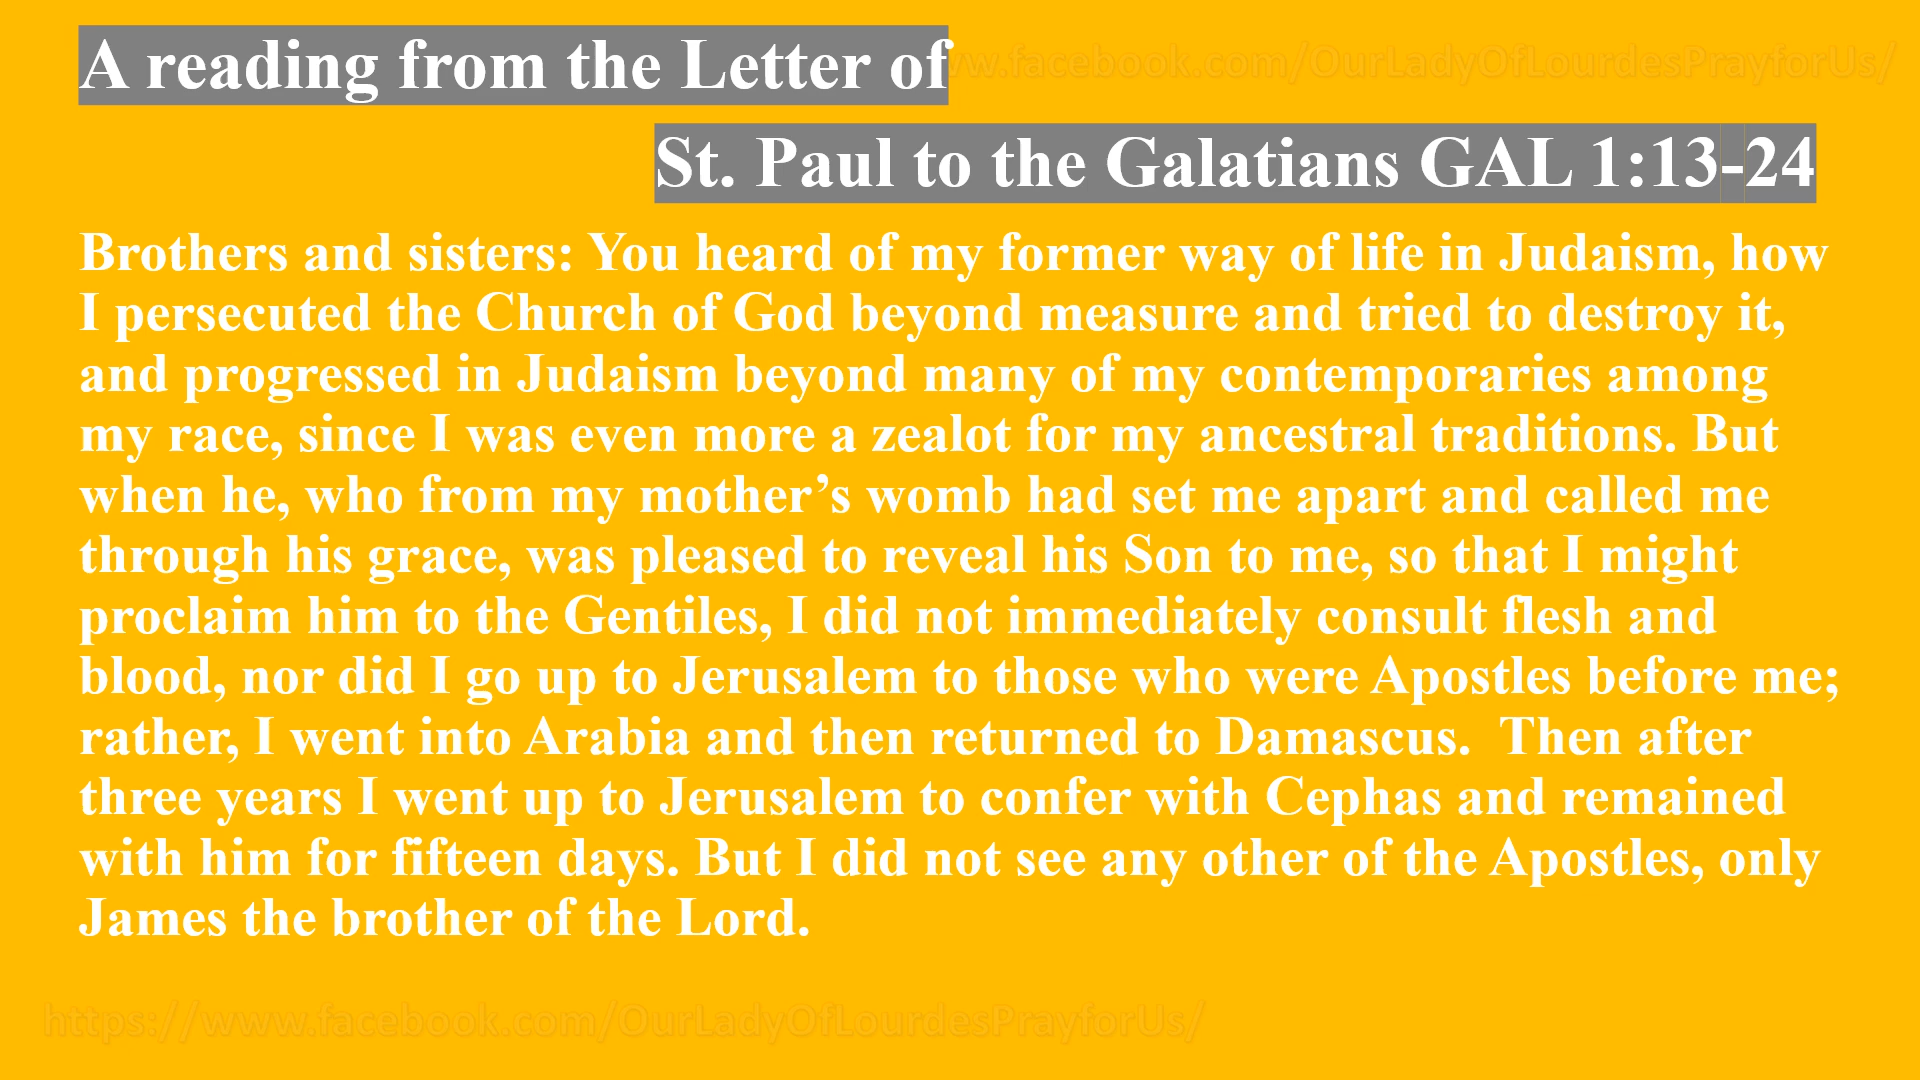 A reading from the Letter of
ww.facebook.com/OurLadyOfLourdesPrayforUs/
St. Paul to the Galatians GAL 1:13-24
Brothers and sisters: You heard of my former way of life in Judaism, how
I persecuted the Church of God beyond measure and tried to destroy it,
and progressed in Judaism beyond many of my contemporaries among
my race, since I was even more a zealot for my ancestral traditions. But
when he, who from my mother’s womb had set me apart and called me
through his grace, was pleased to reveal his Son to me, so that I might
proclaim him to the Gentiles, I did not immediately consult flesh and
blood, nor did I go up to Jerusalem to those who were Apostles before me;
rather, I went into Arabia and then returned to Damascus.  Then after
three years I went up to Jerusalem to confer with Cephas and remained
with him for fifteen days. But I did not see any other of the Apostles, only
James the brother of the Lord.
https://www.facebook.com/OurLadyOfLourdesPrayforUs/